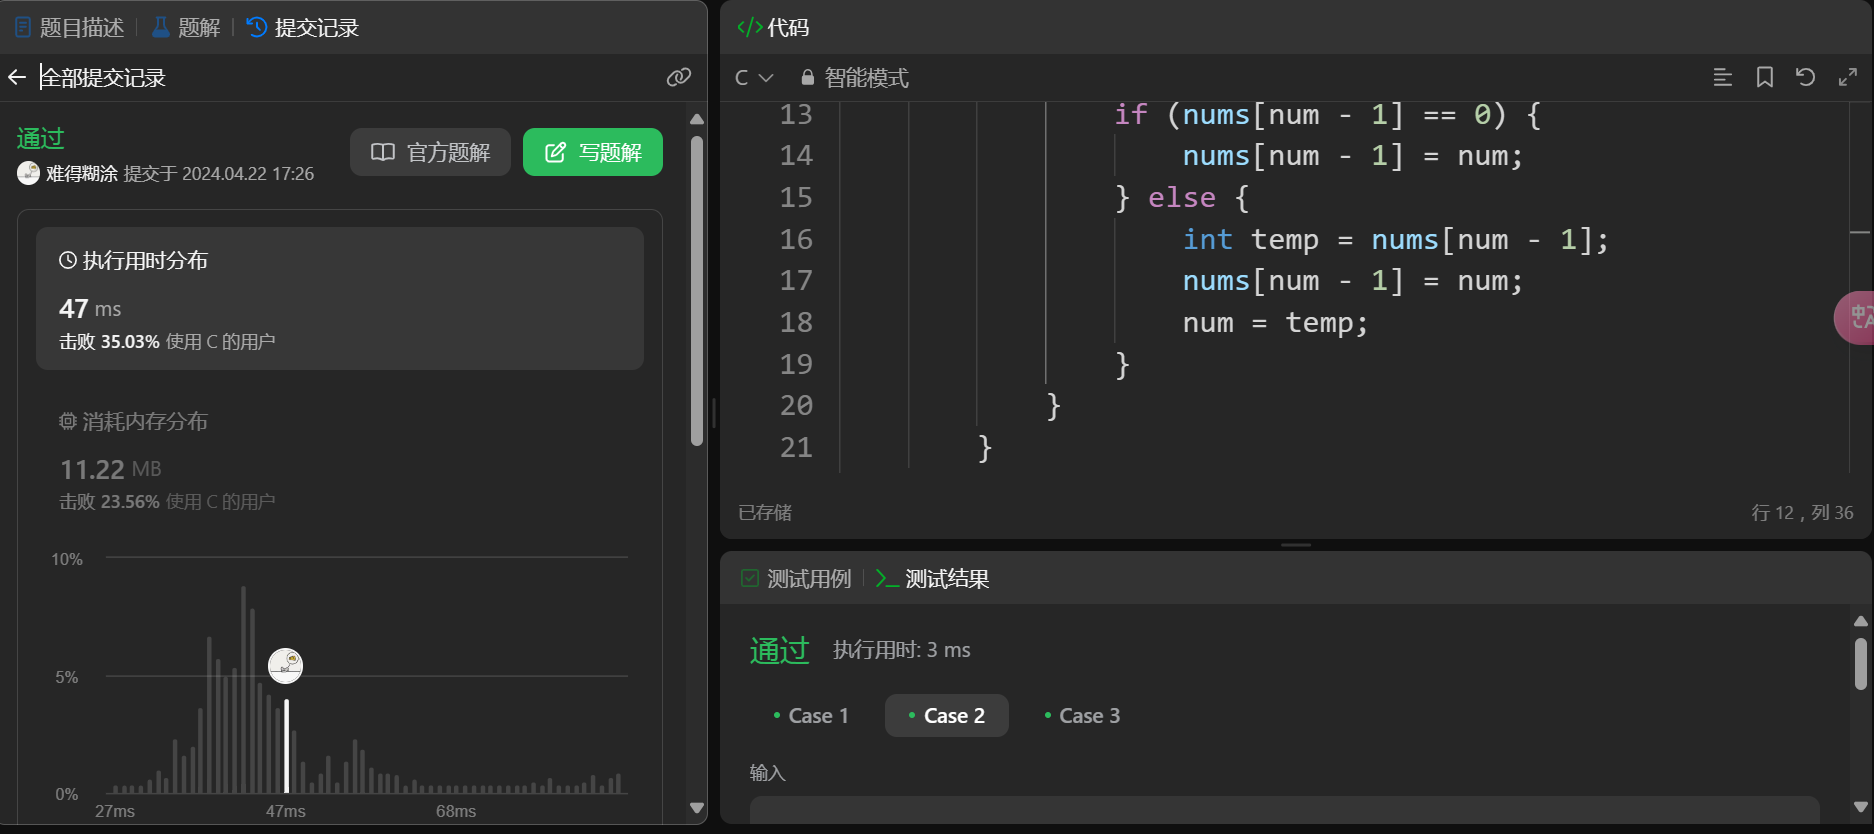 题目描述 | 题解 | 提交记录
全部提交记录
通过
难得糊涂 提交于 2024.04.22 17:26
官方题解
写题解
执行用时分布
47 ms
击败 35.03% 使用 C 的用户
消耗内存分布
11.22 MB
击败 23.56% 使用 C 的用户
10%
5%
0%
27ms 47ms 68ms
</> 代码
C 智能模式
13 if (nums[num - 1] == 0) {
14 nums[num - 1] = num;
15 } else {
16 int temp = nums[num - 1];
17 nums[num - 1] = num;
18 num = temp;
19 }
20 }
21 }
已存储 行 12，列 36
中A
测试用例 | >_ 测试结果
通过 执行用时: 3 ms
• Case 1 • Case 2 • Case 3
输入